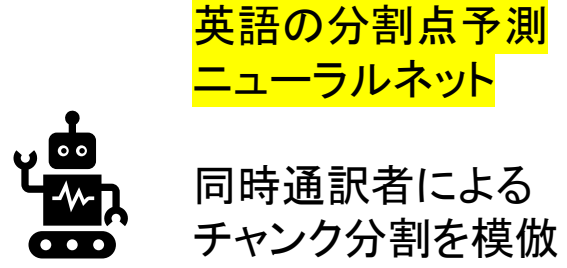 英語の分割点予測
ニューラルネット
同時通訳者による
チャンク分割を模倣